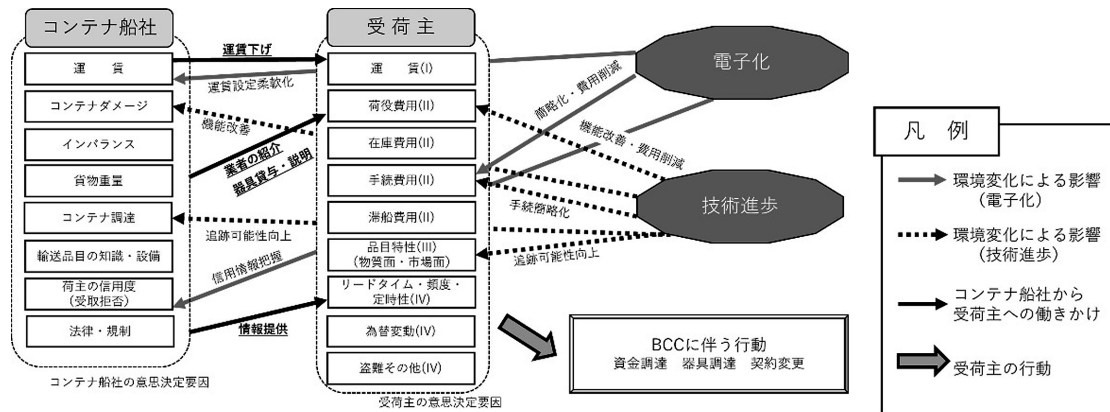 コンテナ船社
運　賃
コンテナダメージ
インバランス
貨物重量
コンテナ調達
輸送品目の知識・設備
荷主の信用度
(受取拒否)
法律・規制
コンテナ船社の意思決定要因
運賃下げ
運賃設定柔軟化
機能改善
業者の紹介
器具貸与・説明
追跡可能性向上
信用情報把握
情報提供
受 荷 主
運　賃(I)
荷役費用(II)
在庫費用(II)
手続費用(II)
滞船費用(II)
品目特性(III)
(物質面・市場面)
リードタイム・頻度・
定時性(IV)
為替変動(IV)
盗難その他(IV)
受荷主の意思決定要因
電子化
簡略化・費用削減
機能改善・費用削減
技術進歩
手続簡略化
追跡可能性向上
BCCに伴う行動
資金調達　器具調達　契約変更
凡　例
環境変化による影響
（電子化）
環境変化による影響
（技術進歩）
コンテナ船社から
受荷主への働きかけ
受荷主の行動